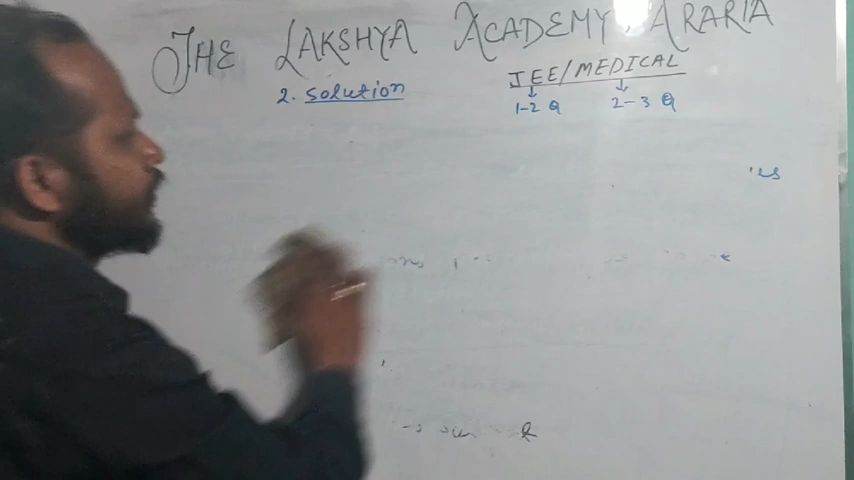 THE LAKSHYA ACADEMY, ARARIA
2. Solution
JEE/MEDICAL
1-2 Q
2-3 Q